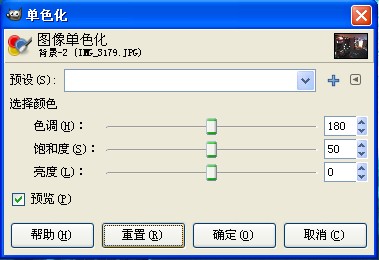 单色化
图像单色化
背景-2 (IMG_3179.JPG)
预设(S):
选择颜色
色调(H): 180
饱和度(S): 50
亮度(L): 0
预览(P)
帮助(H) 重置(R) 确定(O) 取消(C)